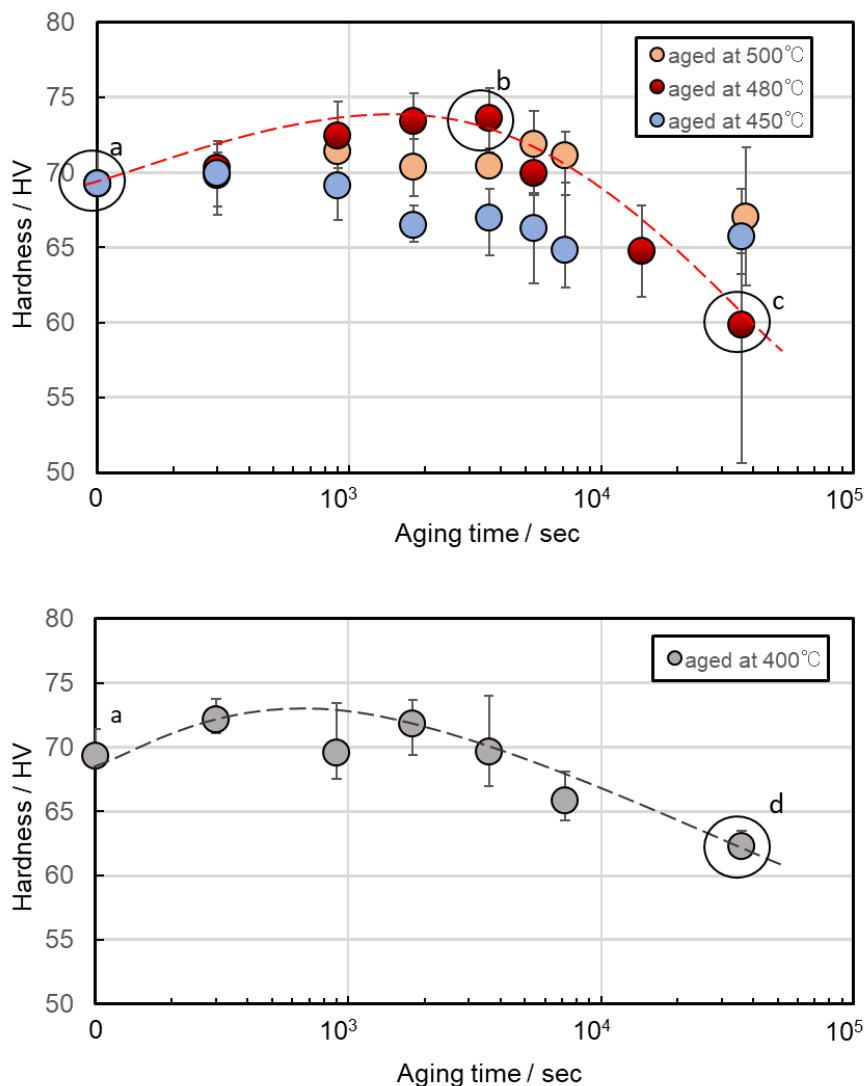 80
75
70
65
60
55
50
Hardness / HV
a
b
c
aged at 500℃
aged at 480℃
aged at 450℃
0
10³
10⁴
10⁵
Aging time / sec
80
75
70
65
60
55
50
Hardness / HV
a
d
aged at 400℃
0
10³
10⁴
10⁵
Aging time / sec